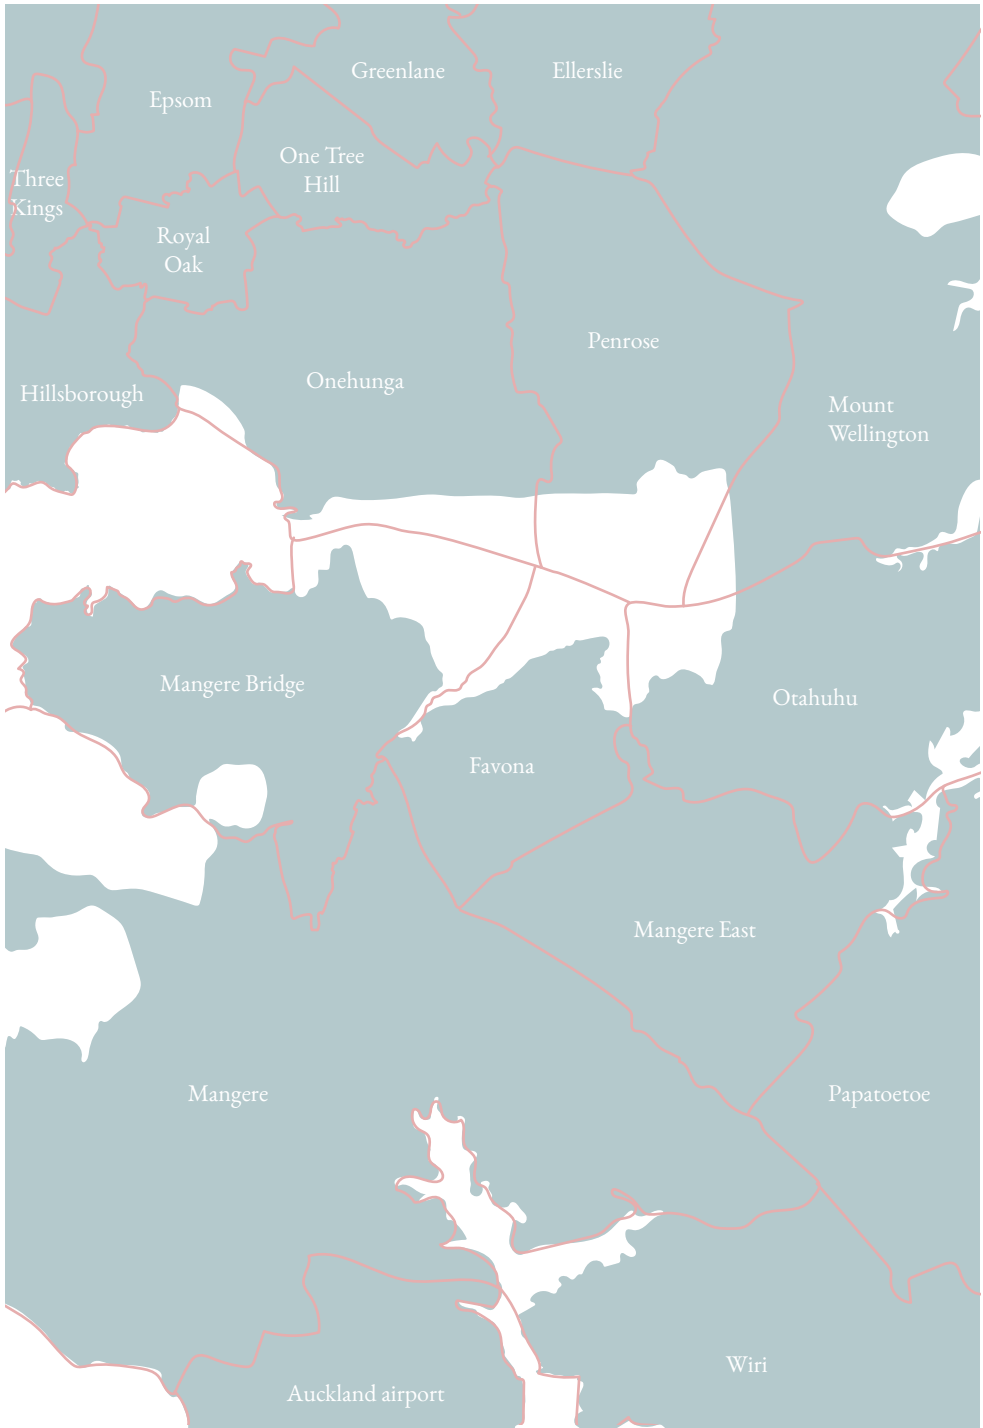 Greenlane
Ellerslie
Epsom
One Tree
Hill
Three
Kings
Royal
Oak
Penrose
Onehunga
Hillsborough
Mount
Wellington
Mangere Bridge
Otahuhu
Favona
Mangere East
Mangere
Papatoetoe
Wiri
Auckland airport